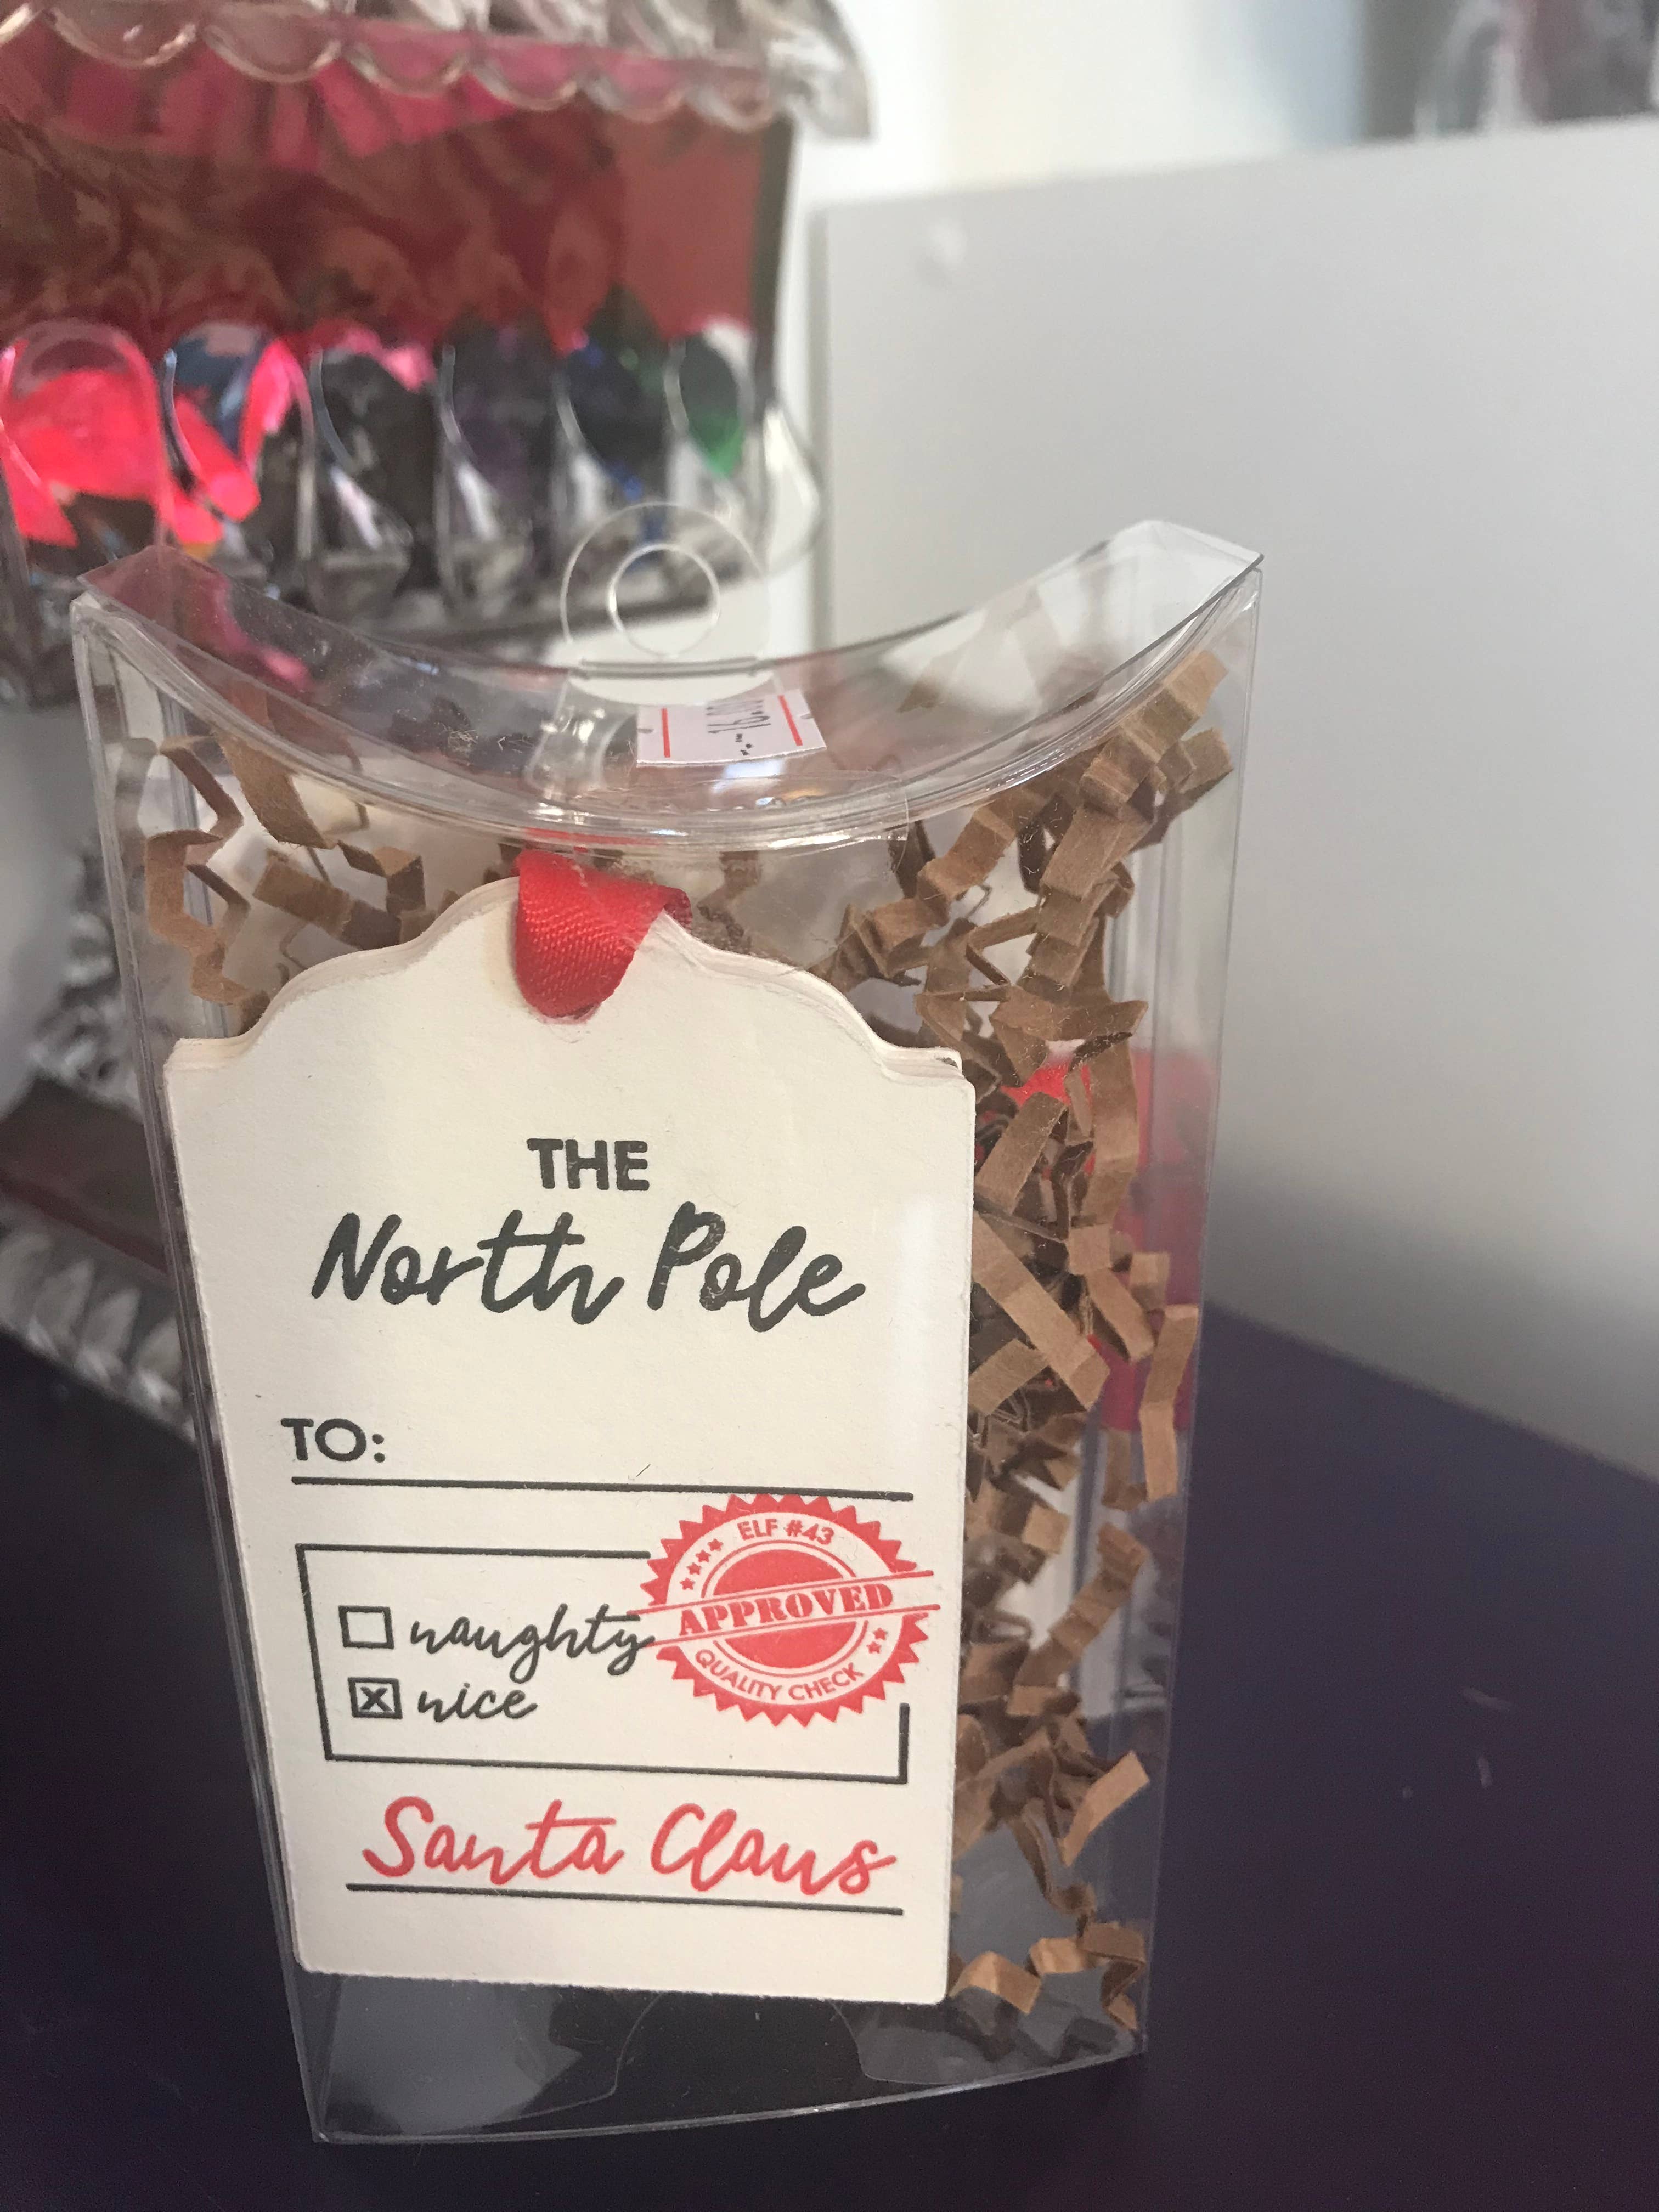 THE
North Pole
TO:
ELF #43
APPROVED
QUALITY CHECK
naughty
x nice
Santa Claus